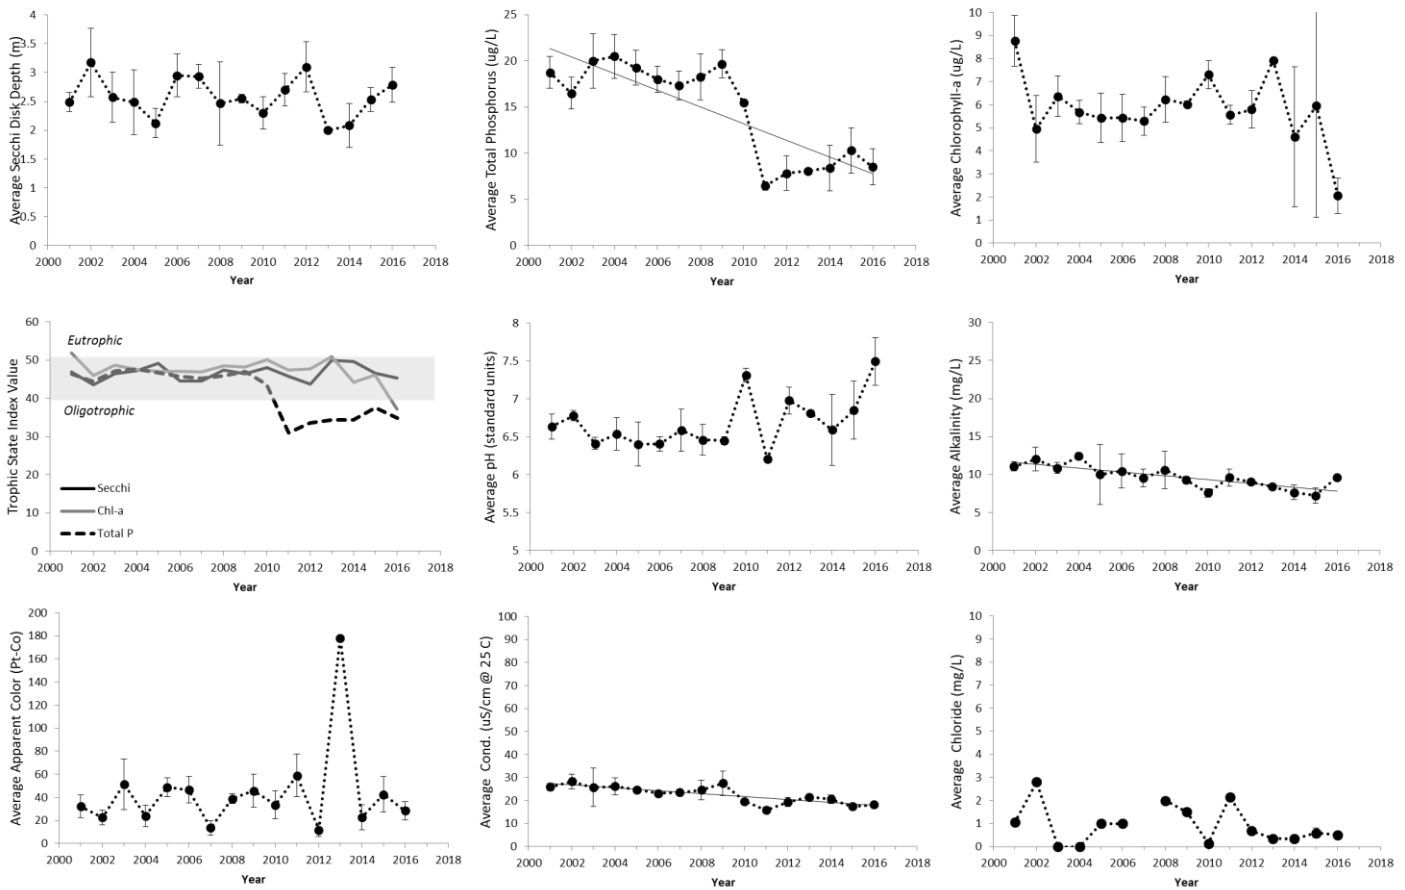 Average Secchi Disk Depth (m)
4
3.5
3
2.5
2
1.5
1
0.5
0
2000 2002 2004 2006 2008 2010 2012 2014 2016 2018
Year
Average Total Phosphorus (ug/L)
25
20
15
10
5
0
2000 2002 2004 2006 2008 2010 2012 2014 2016 2018
Year
Average Chlorophyll-a (ug/L)
10
9
8
7
6
5
4
3
2
1
0
2000 2002 2004 2006 2008 2010 2012 2014 2016 2018
Year
Trophic State Index Value
60
50
40
30
20
10
0
Eutrophic
Oligotrophic
Secchi
Chl-a
Total P
2000 2002 2004 2006 2008 2010 2012 2014 2016 2018
Year
Average pH (standard units)
8
7.5
7
6.5
6
5.5
5
2000 2002 2004 2006 2008 2010 2012 2014 2016 2018
Year
Average Alkalinity (mg/L)
30
25
20
15
10
5
0
2000 2002 2004 2006 2008 2010 2012 2014 2016 2018
Year
Average Apparent Color (Pt-Co)
200
180
160
140
120
100
80
60
40
20
0
2000 2002 2004 2006 2008 2010 2012 2014 2016 2018
Year
Average Cond. (uS/cm @ 25 C)
100
90
80
70
60
50
40
30
20
10
0
2000 2002 2004 2006 2008 2010 2012 2014 2016 2018
Year
Average Chloride (mg/L)
10
9
8
7
6
5
4
3
2
1
0
2000 2002 2004 2006 2008 2010 2012 2014 2016 2018
Year